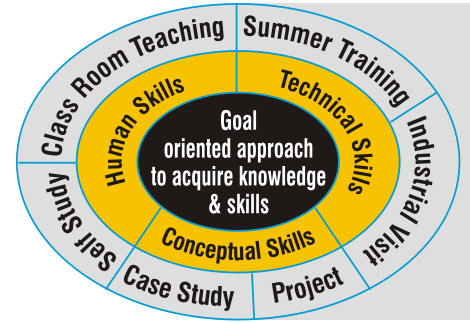 Class Room Teaching
Summer Training
Human Skills
Technical Skills
Goal
oriented approach
to acquire knowledge
& skills
Industrial Visit
Self Study
Conceptual Skills
Case Study
Project